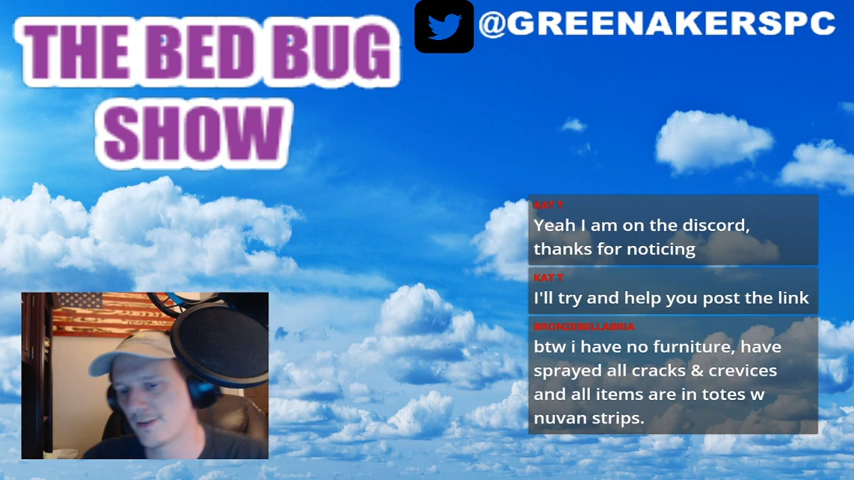 THE BED BUG
SHOW
@GREENAKERSPC
KAT T
Yeah I am on the discord,
thanks for noticing
KAT T
I'll try and help you post the link
btw i have no furniture, have
sprayed all cracks & crevices
and all items are in totes w
nuvan strips.